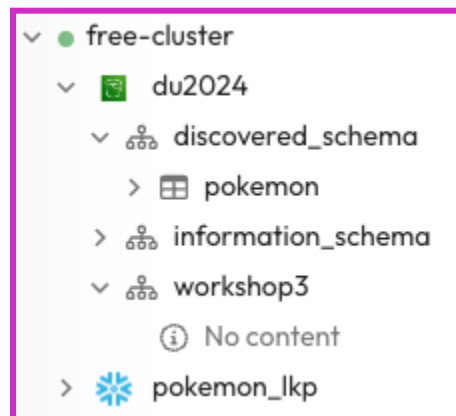 free-cluster
du2024
discovered_schema
pokemon
information_schema
workshop3
No content
pokemon_lkp